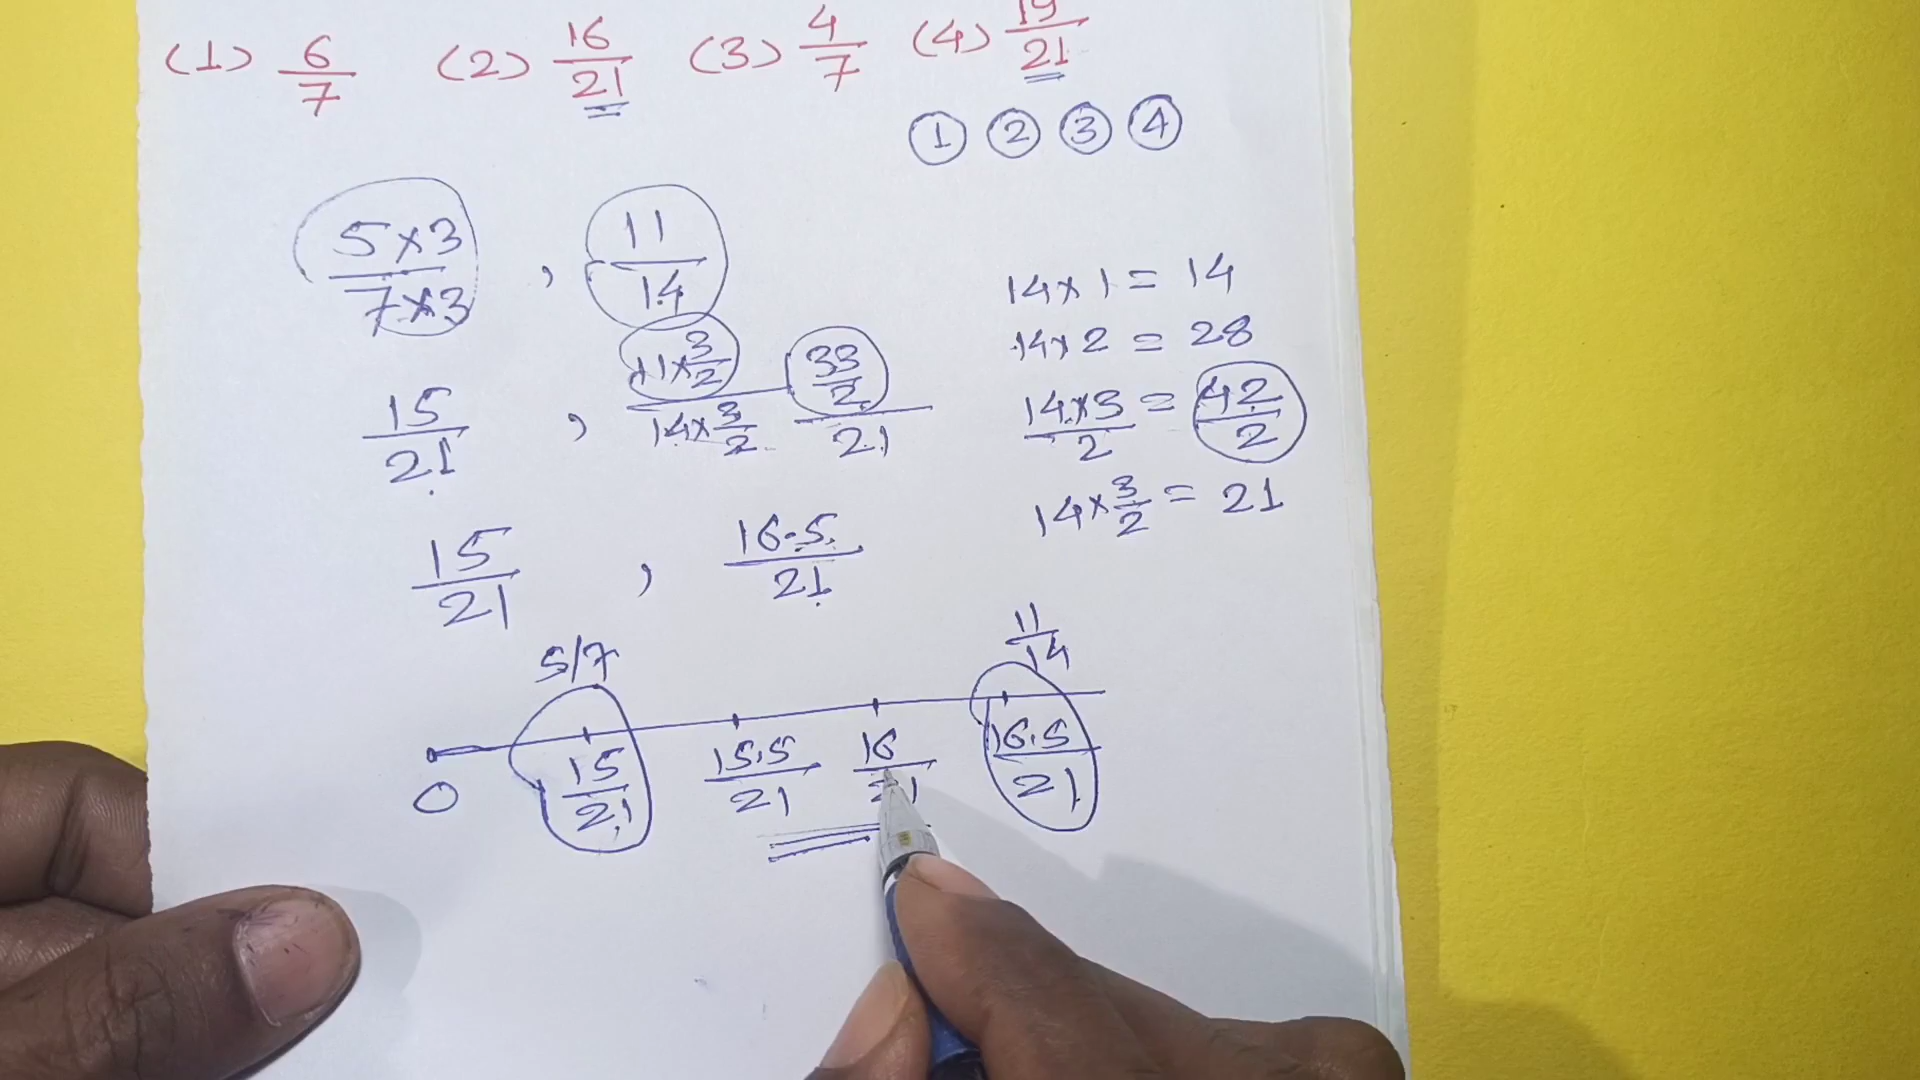 (1) 6/7 (2) 16/21 (3) 4/7 (4) 19/21
① ② ③ ④
5×3/7×3 , 11/14
14×1 = 14
14×2 = 28
15/21 , 11×3/2/14×3/2 33/2/21
14×3/2 = 42/2
14×3/2 = 21
15/21 , 16.5/21
5/7 11/14
0 15/21 15.5/21 16/21 16.5/21